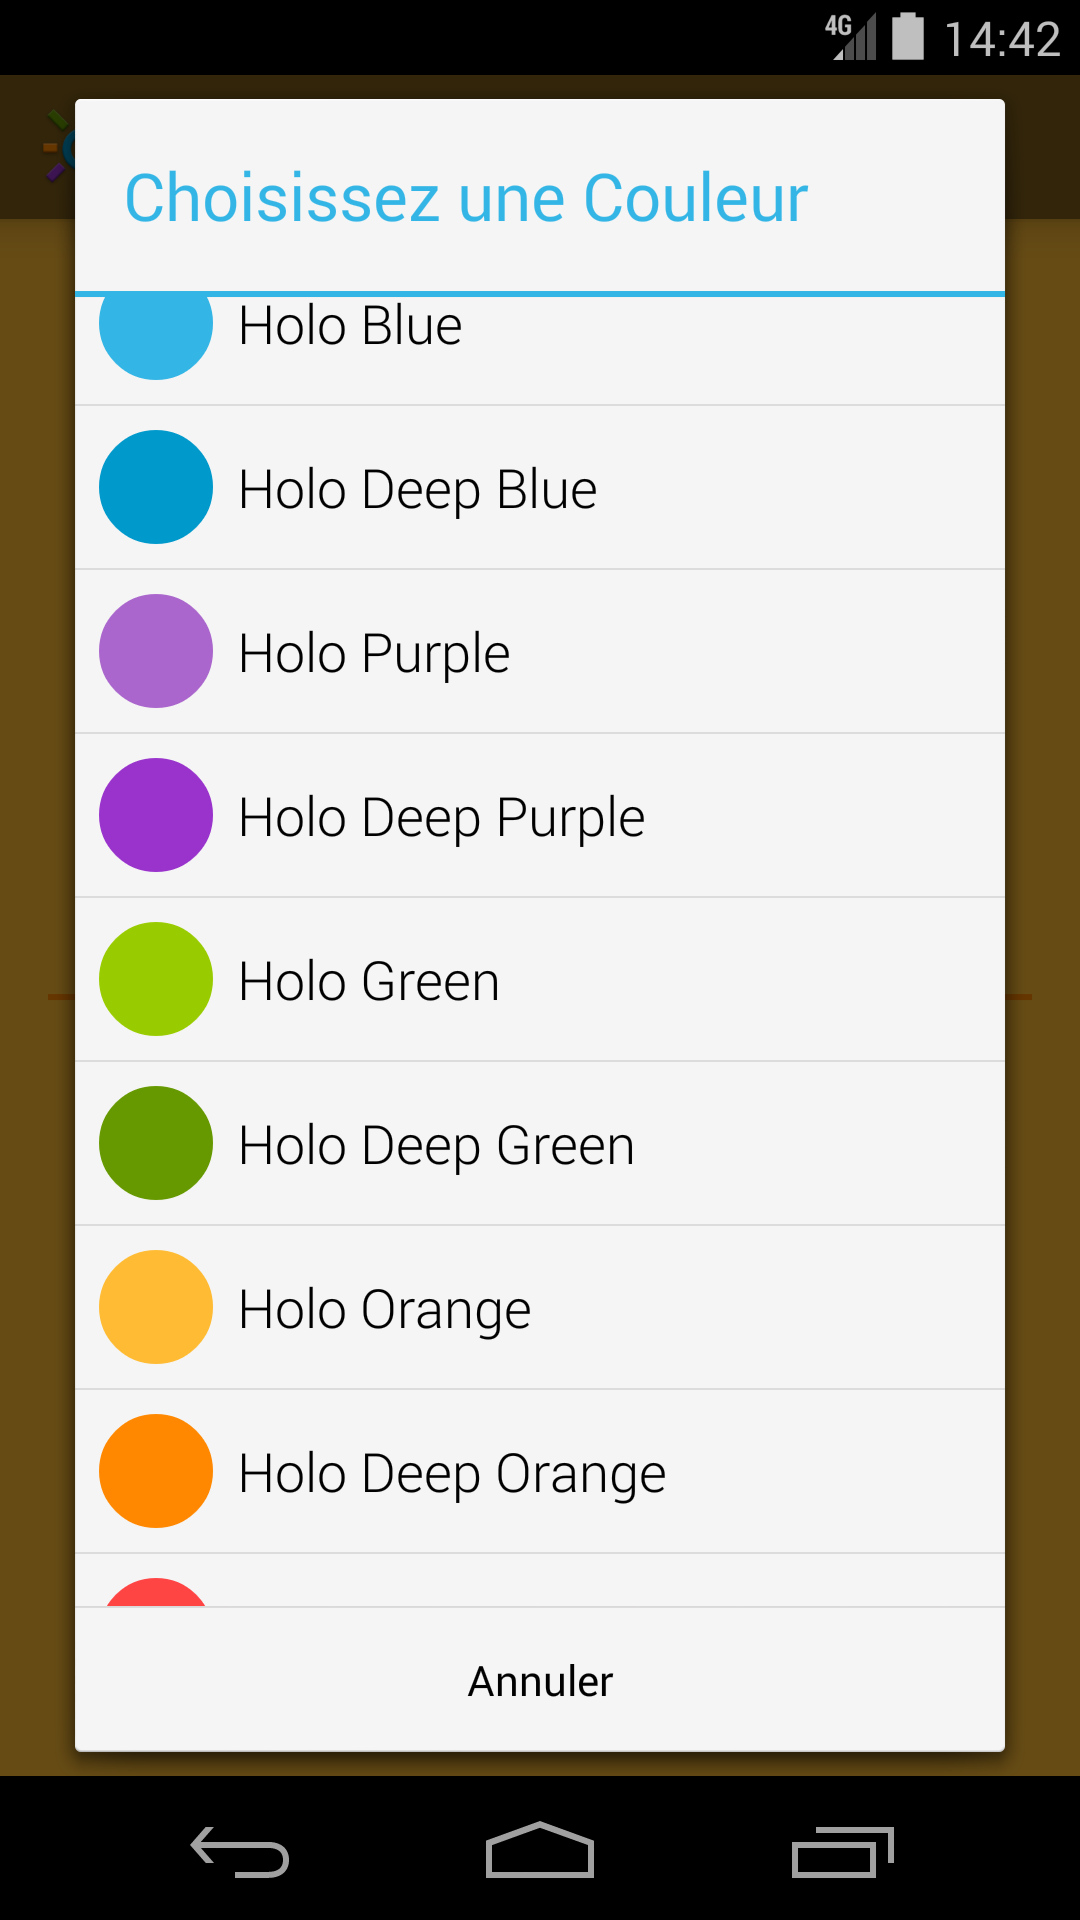 4G 14:42
Choisissez une Couleur
Holo Blue
Holo Deep Blue
Holo Purple
Holo Deep Purple
Holo Green
Holo Deep Green
Holo Orange
Holo Deep Orange
Annuler